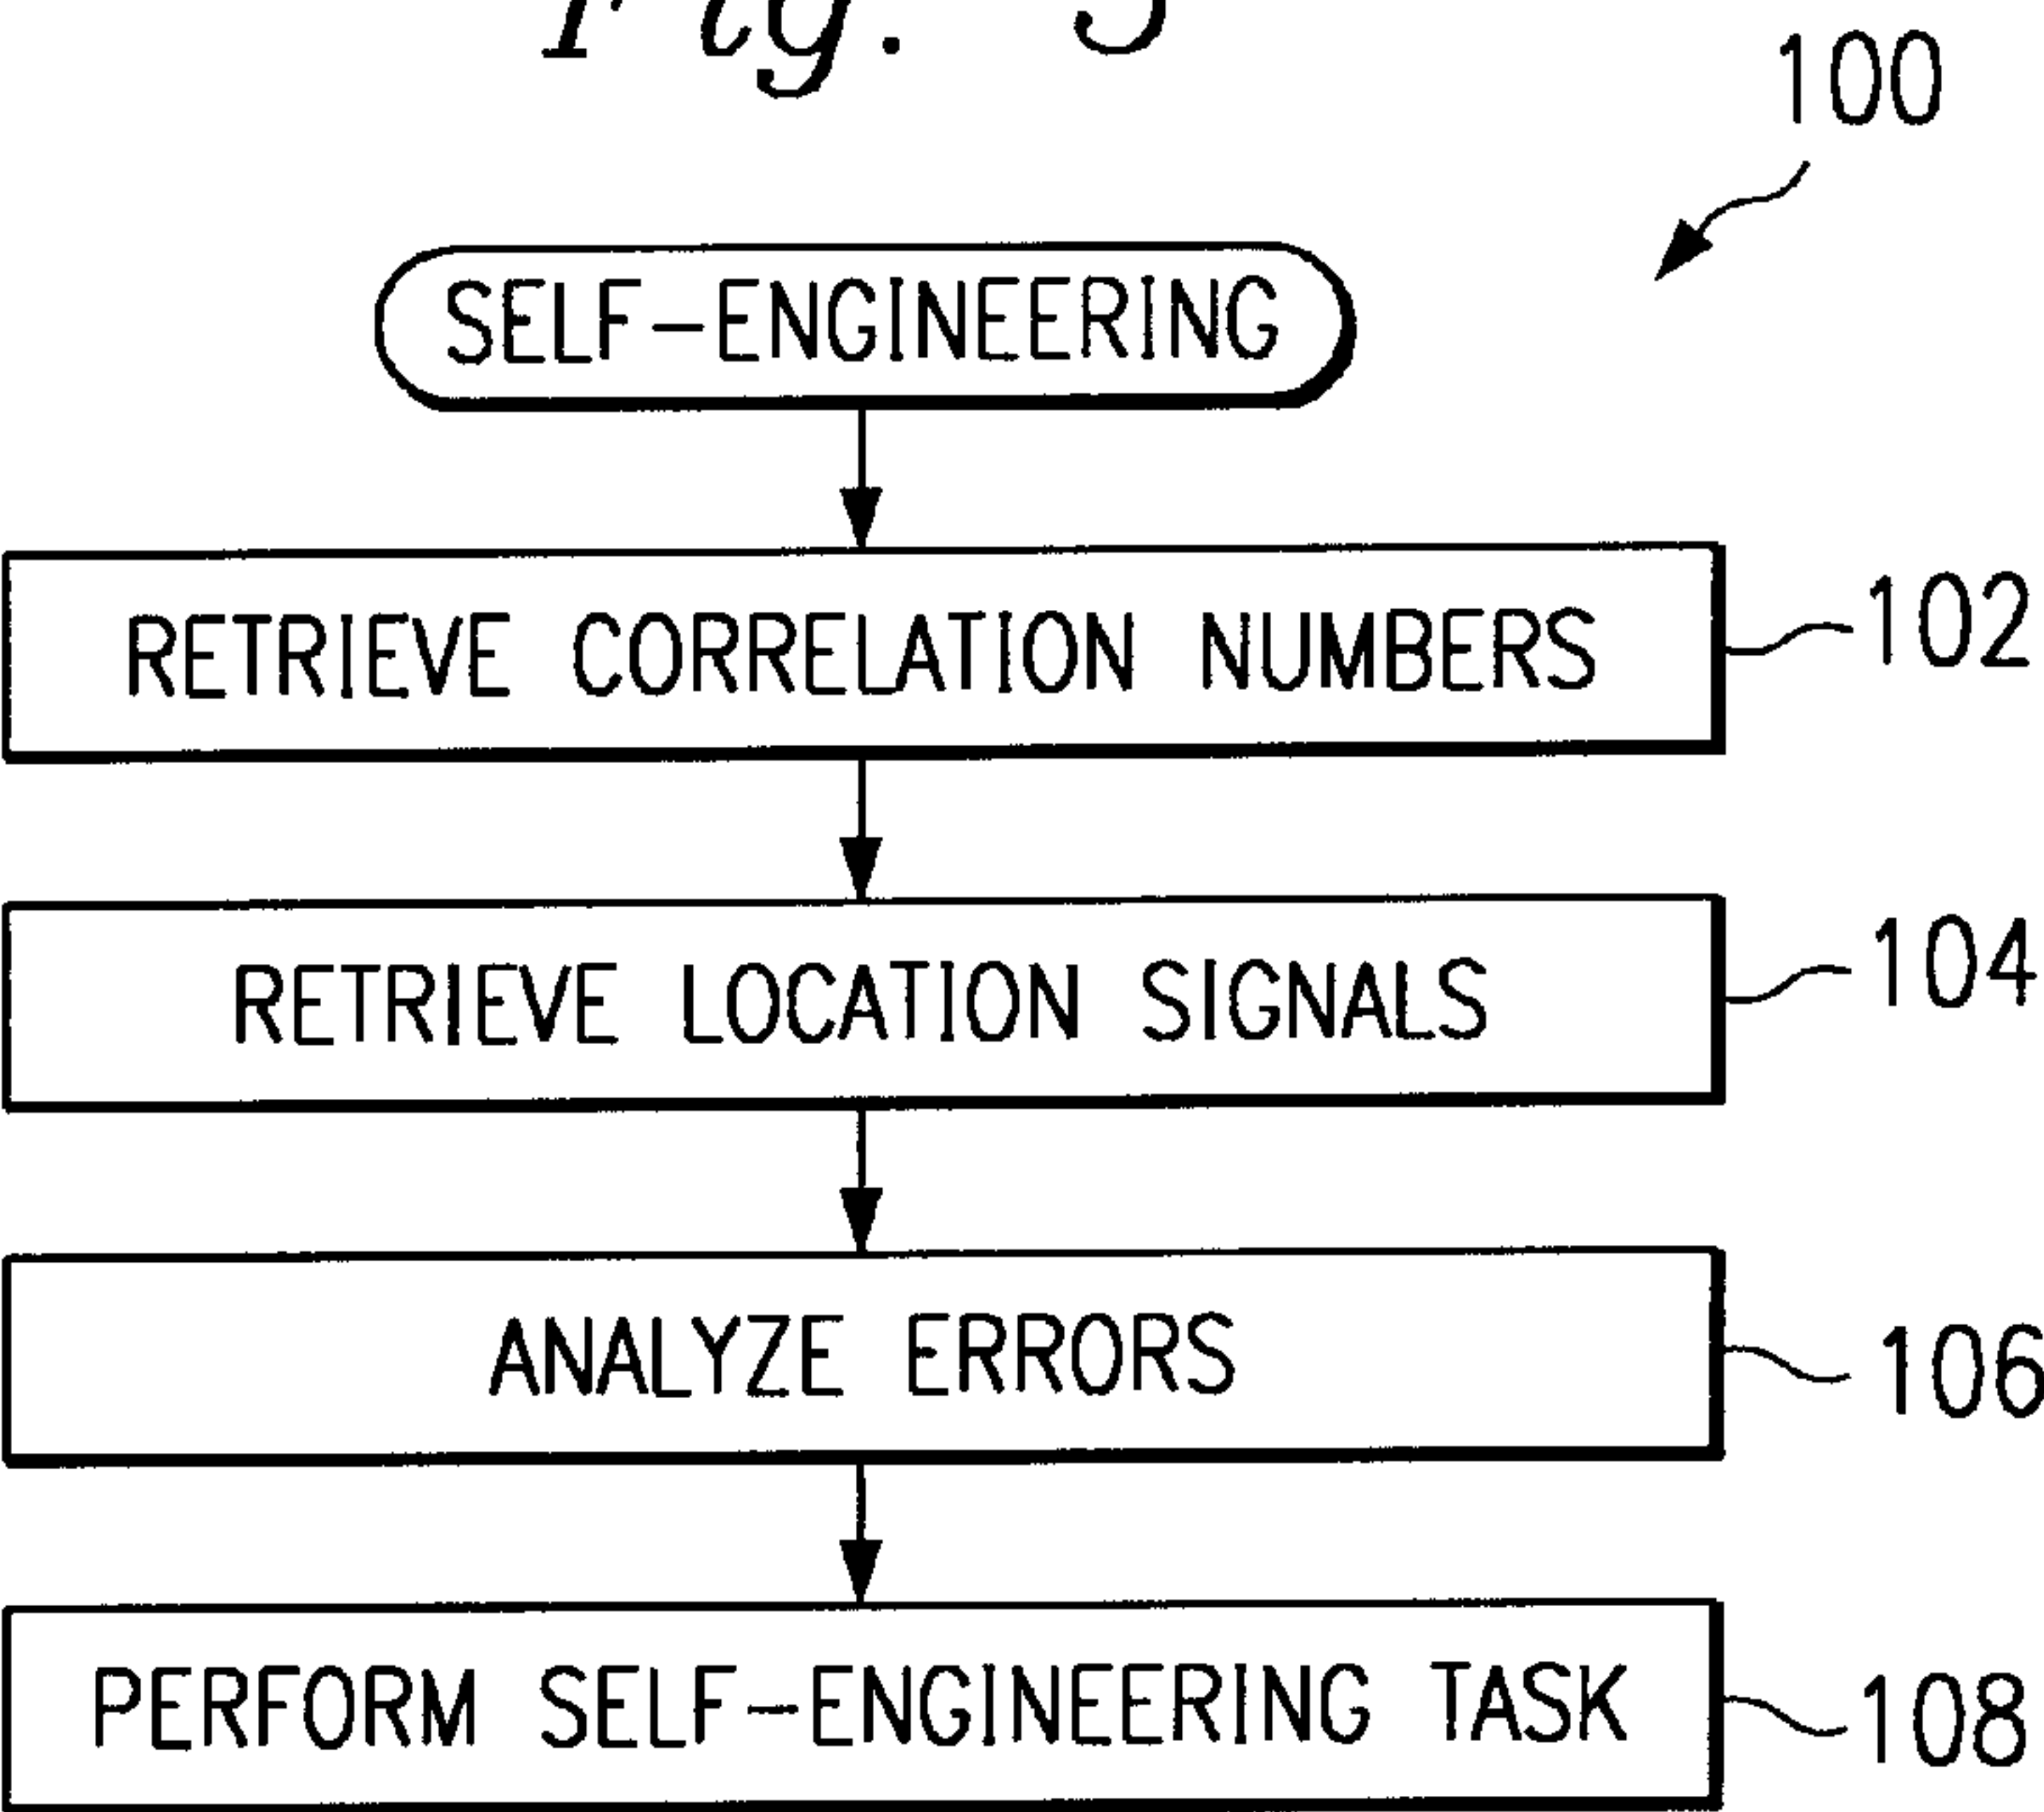 Fig.
100
SELF-ENGINEERING
RETRIEVE CORRELATION NUMBERS
102
RETRIEVE LOCATION SIGNALS
104
ANALYZE ERRORS
106
PERFORM SELF-ENGINEERING TASK
108